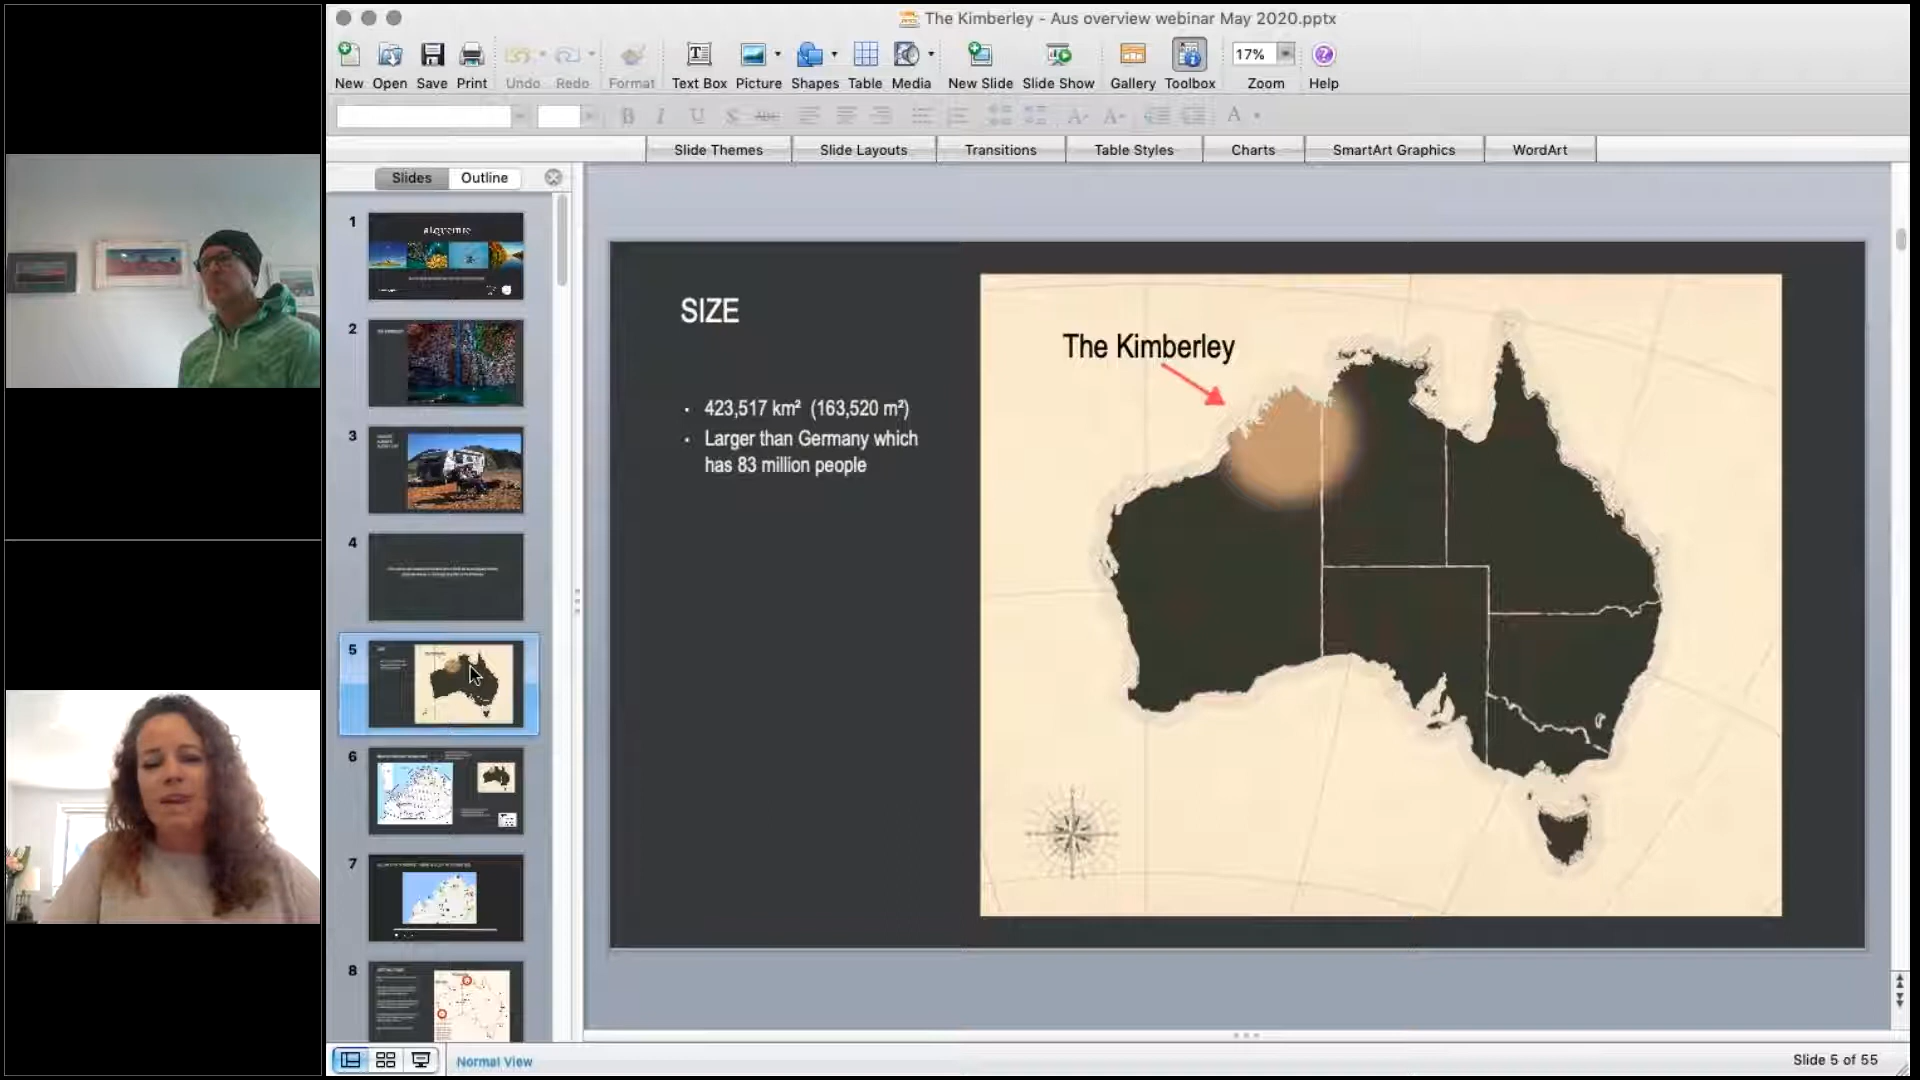 The Kimberley - Aus overview webinar May 2020.pptx
New Open Save Print Undo Redo Format Text Box Picture Shapes Table Media New Slide Slide Show Gallery Toolbox 17% Zoom Help
B I U S ABC A A A
Slide Themes Slide Layouts Transitions Table Styles Charts SmartArt Graphics WordArt
Slides Outline
1
2
3
4
5
6
7
8
SIZE
· 423,517 km² (163,520 m²)
· Larger than Germany which
has 83 million people
The Kimberley
Normal View
Slide 5 of 55